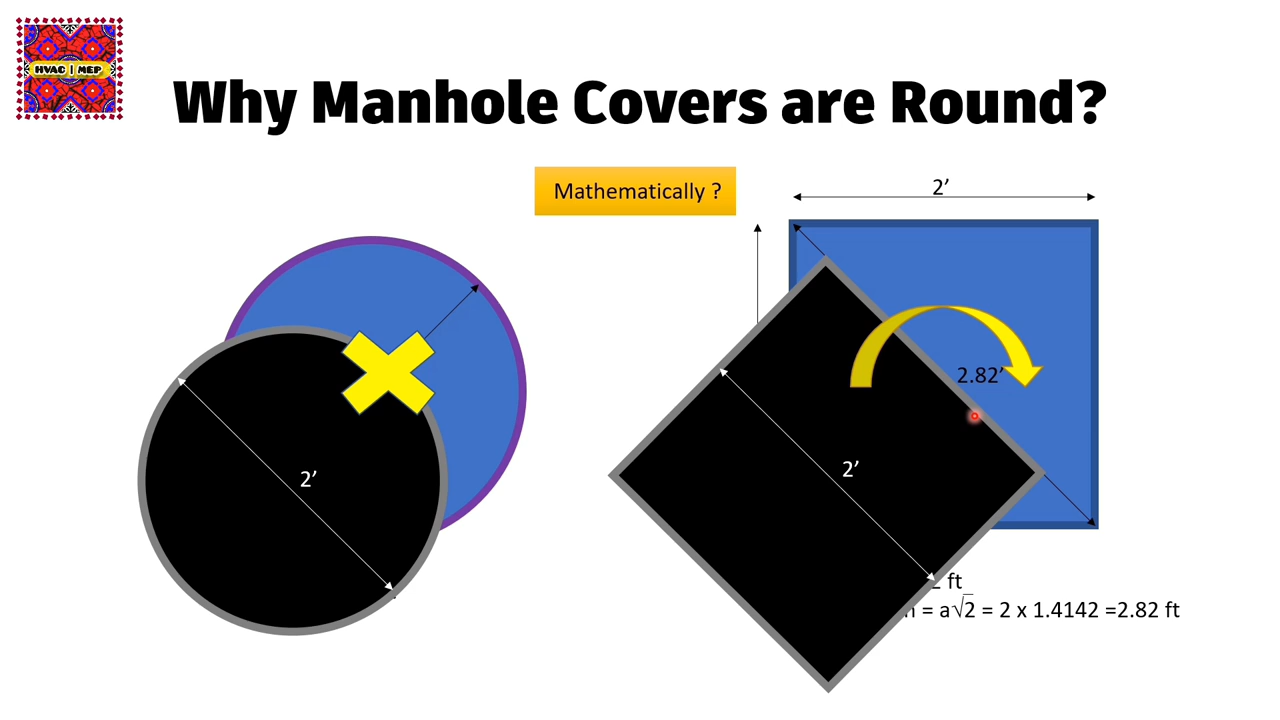 HVAC | MEP
Why Manhole Covers are Round?
Mathematically ?
2’
2.82’
2’
2’
ft
= a√2 = 2 x 1.4142 =2.82 ft